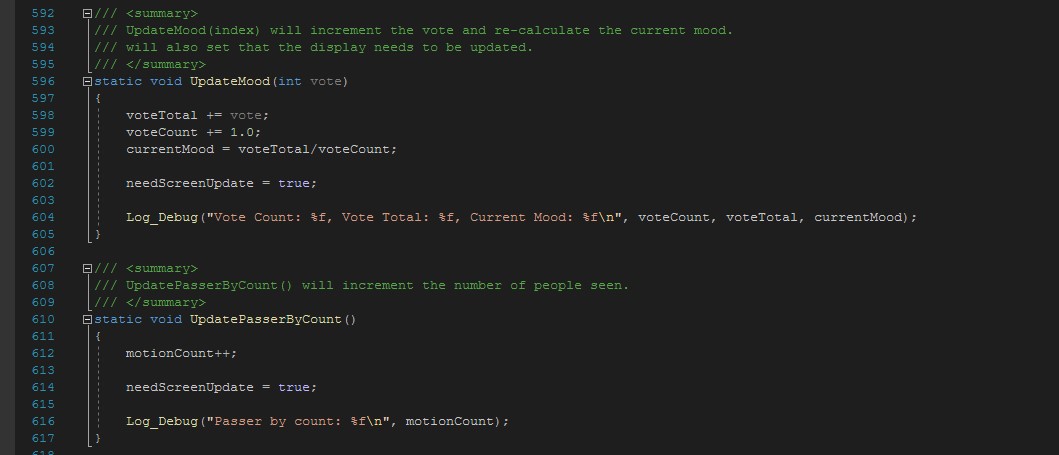 592 /// <summary>
593 /// UpdateMood(index) will increment the vote and re-calculate the current mood.
594 /// will also set that the display needs to be updated.
595 /// </summary>
596 static void UpdateMood(int vote)
597 {
598 voteTotal += vote;
599 voteCount += 1.0;
600 currentMood = voteTotal/voteCount;
601
602 needScreenUpdate = true;
603
604 Log_Debug("Vote Count: %f, Vote Total: %f, Current Mood: %f\n", voteCount, voteTotal, currentMood);
605 }
606
607 /// <summary>
608 /// UpdatePasserByCount() will increment the number of people seen.
609 /// </summary>
610 static void UpdatePasserByCount()
611 {
612 motionCount++;
613
614 needScreenUpdate = true;
615
616 Log_Debug("Passer by count: %f\n", motionCount);
617 }
618